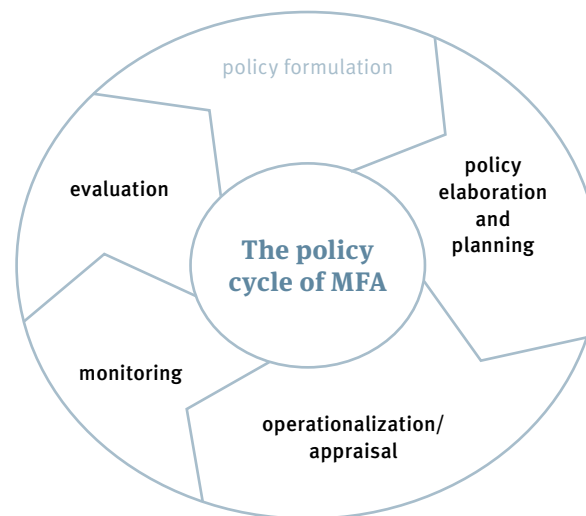 policy formulation
policy
elaboration
and
planning
operationalization/
appraisal
monitoring
evaluation
The policy
cycle of MFA